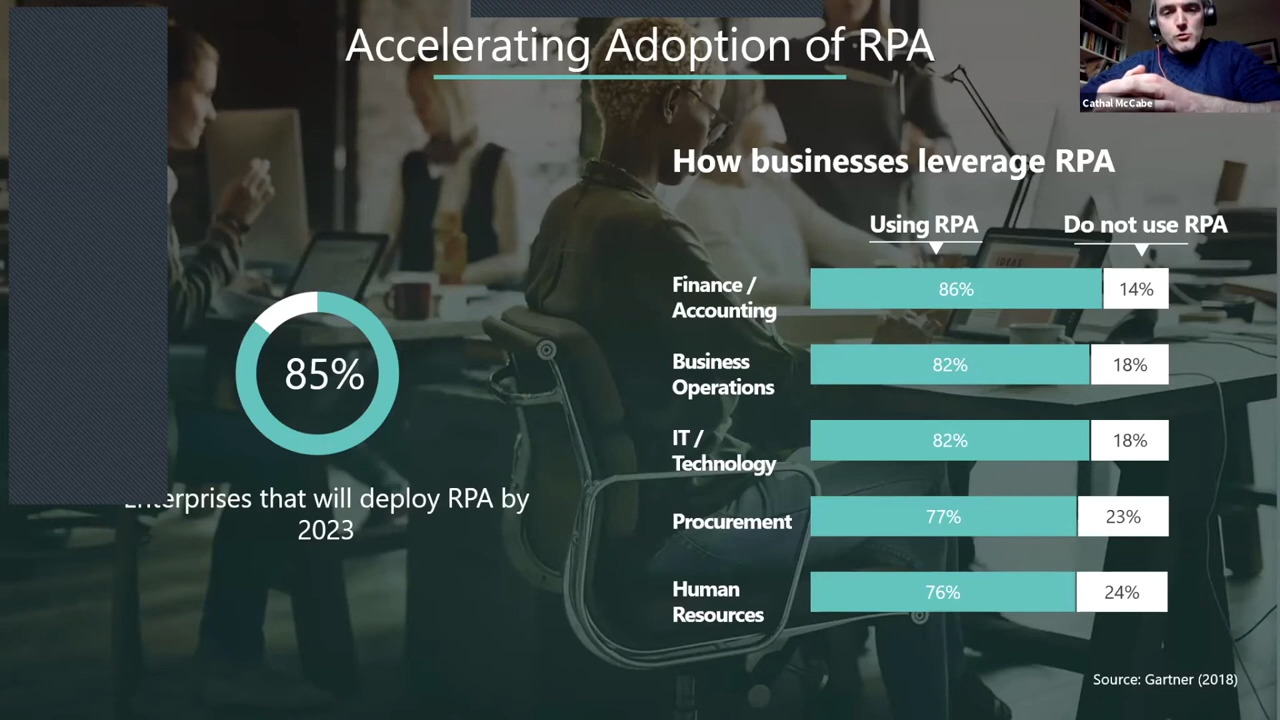 Accelerating Adoption of RPA
Cathal McCabe
How businesses leverage RPA
Using RPA
Do not use RPA
Finance /
Accounting
86%
14%
Business
Operations
82%
18%
IT /
Technology
82%
18%
Procurement
77%
23%
Human
Resources
76%
24%
85%
Enterprises that will deploy RPA by
2023
Source: Gartner (2018)